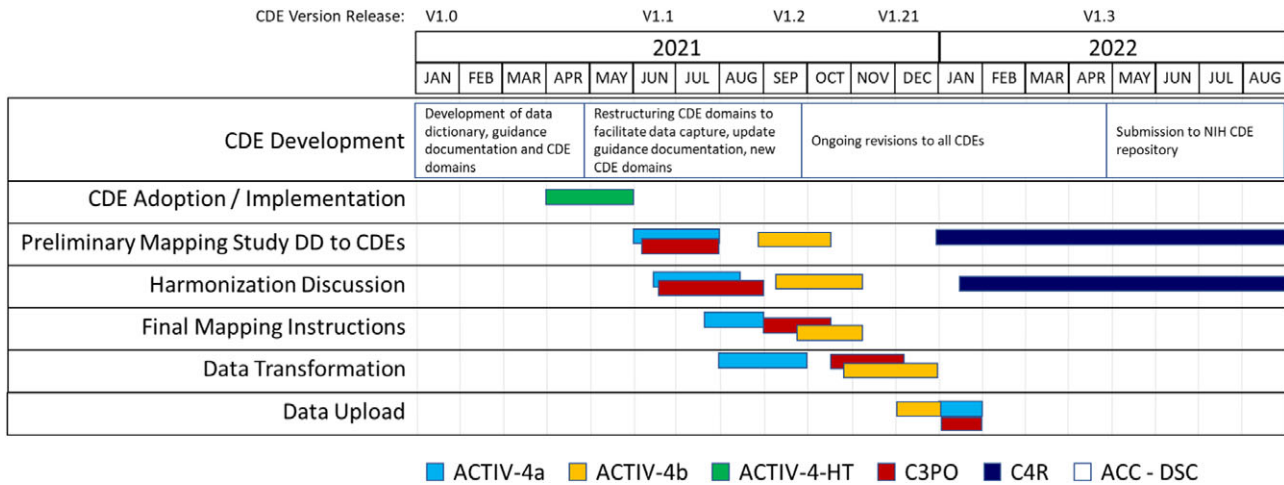 CDE Version Release: V1.0 V1.1 V1.2 V1.21 V1.3
2021 2022
JAN FEB MAR APR MAY JUN JUL AUG SEP OCT NOV DEC JAN FEB MAR APR MAY JUN JUL AUG
CDE Development
Development of data
dictionary, guidance
documentation and CDE
domains
Restructuring CDE domains to
facilitate data capture, update
guidance documentation, new
CDE domains
Ongoing revisions to all CDEs
Submission to NIH CDE
repository
CDE Adoption / Implementation
Preliminary Mapping Study DD to CDEs
Harmonization Discussion
Final Mapping Instructions
Data Transformation
Data Upload
ACTIV-4a ACTIV-4b ACTIV-4-HT C3PO C4R ACC - DSC